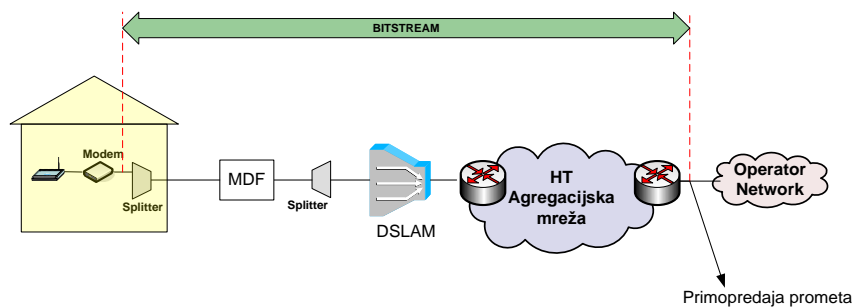 BITSTREAM
Modem
Splitter
MDF
Splitter
DSLAM
HT
Agregacijska
mreža
Operator
Network
Primopredaja prometa